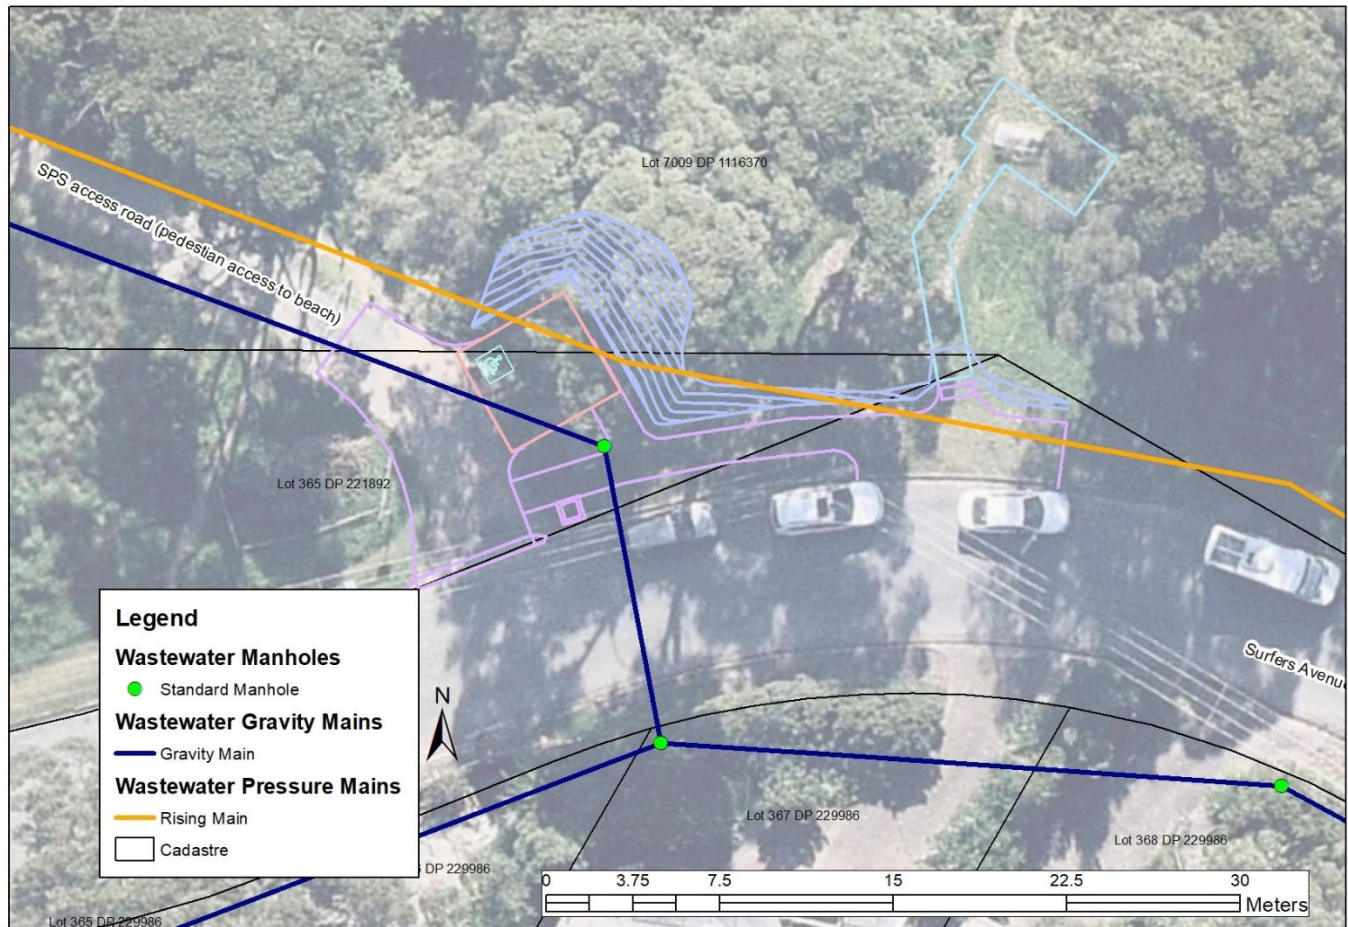 Lot 7009 DP 1116370
SPS access road (pedestian access to beach)
Lot 365 DP 221892
Surfers Avenue
Legend
Wastewater Manholes
Standard Manhole
Wastewater Gravity Mains
Gravity Main
Wastewater Pressure Mains
Rising Main
Cadastre
N
Lot 367 DP 229986
Lot 368 DP 229986
DP 229986
Lot 365 DP 229986
0 3.75 7.5 15 22.5 30
Meters